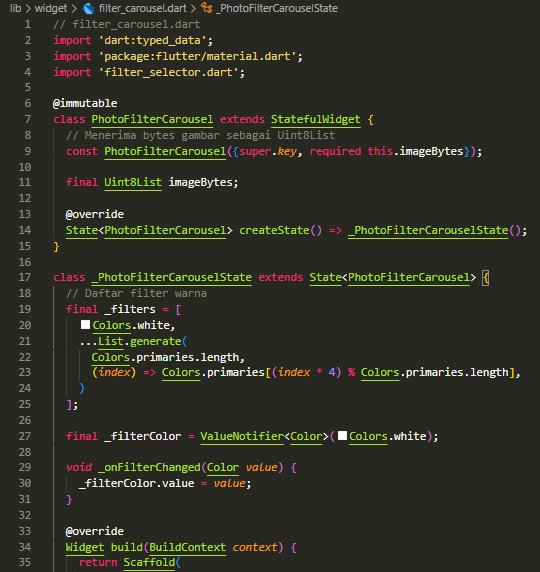 lib > widget > filter_carousel.dart > _PhotoFilterCarouselState
1 // filter_carousel.dart
2 import 'dart:typed_data';
3 import 'package:flutter/material.dart';
4 import 'filter_selector.dart';
5
6 @immutable
7 class PhotoFilterCarousel extends StatefulWidget {
8 // Menerima bytes gambar sebagai Uint8List
9 const PhotoFilterCarousel({super.key, required this.imageBytes});
10
11 final Uint8List imageBytes;
12
13 @override
14 State<PhotoFilterCarousel> createState() => _PhotoFilterCarouselState();
15 }
16
17 class _PhotoFilterCarouselState extends State<PhotoFilterCarousel> {
18 // Daftar filter warna
19 final _filters = [
20 Colors.white,
21 ...List.generate(
22 Colors.primaries.length,
23 (index) => Colors.primaries[(index * 4) % Colors.primaries.length],
24 )
25 ];
26
27 final _filterColor = ValueNotifier<Color>(Colors.white);
28
29 void _onFilterChanged(Color value) {
30 _filterColor.value = value;
31 }
32
33 @override
34 Widget build(BuildContext context) {
35 return Scaffold(